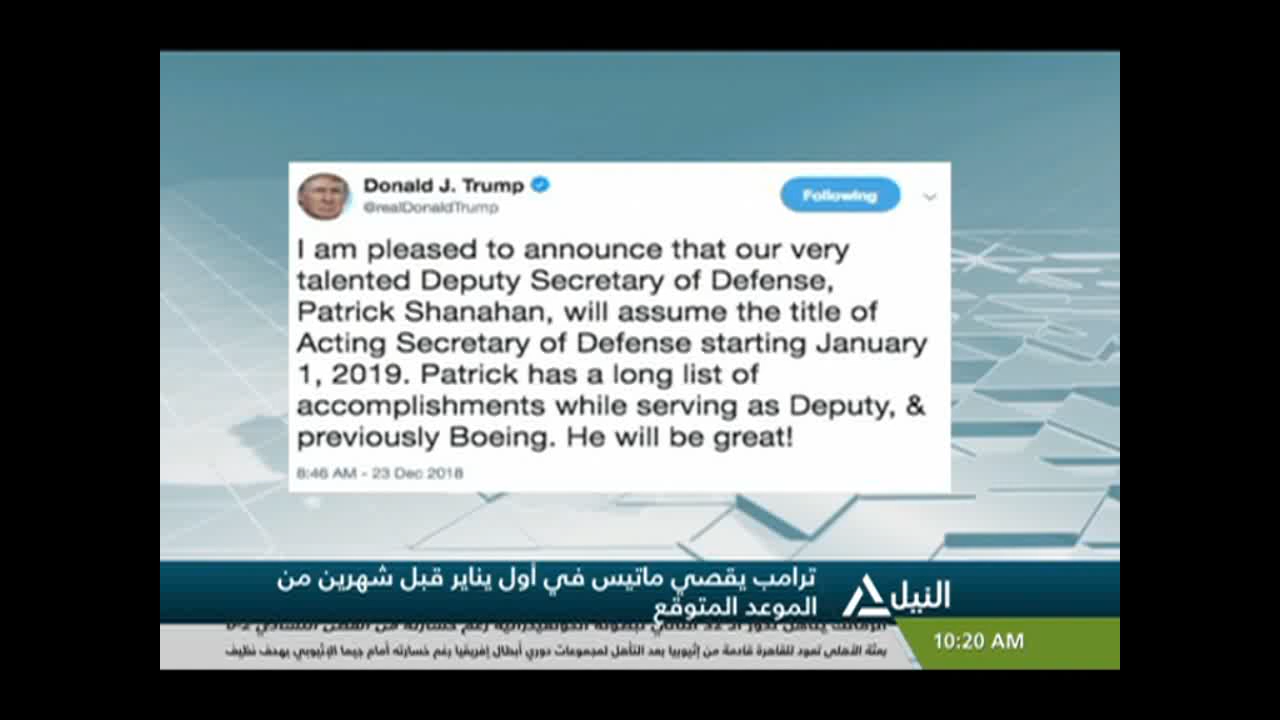 Donald J. Trump
Following
@realDonaldTrump
I am pleased to announce that our very
talented Deputy Secretary of Defense,
Patrick Shanahan, will assume the title of
Acting Secretary of Defense starting January
1, 2019. Patrick has a long list of
accomplishments while serving as Deputy, &
previously Boeing. He will be great!
8:46 AM - 23 Dec 2018
النيل
ترامب يقصي ماتيس في أول يناير قبل شهرين من
الموعد المتوقع
10:20 AM
بعثة الأهلى تعود للقاهرة قادمة من إثيوبيا بعد التأهل لمجموعات دوري أبطال إفريقيا رغم خسارته أمام جيما الإثيوبي بهدف نظيف